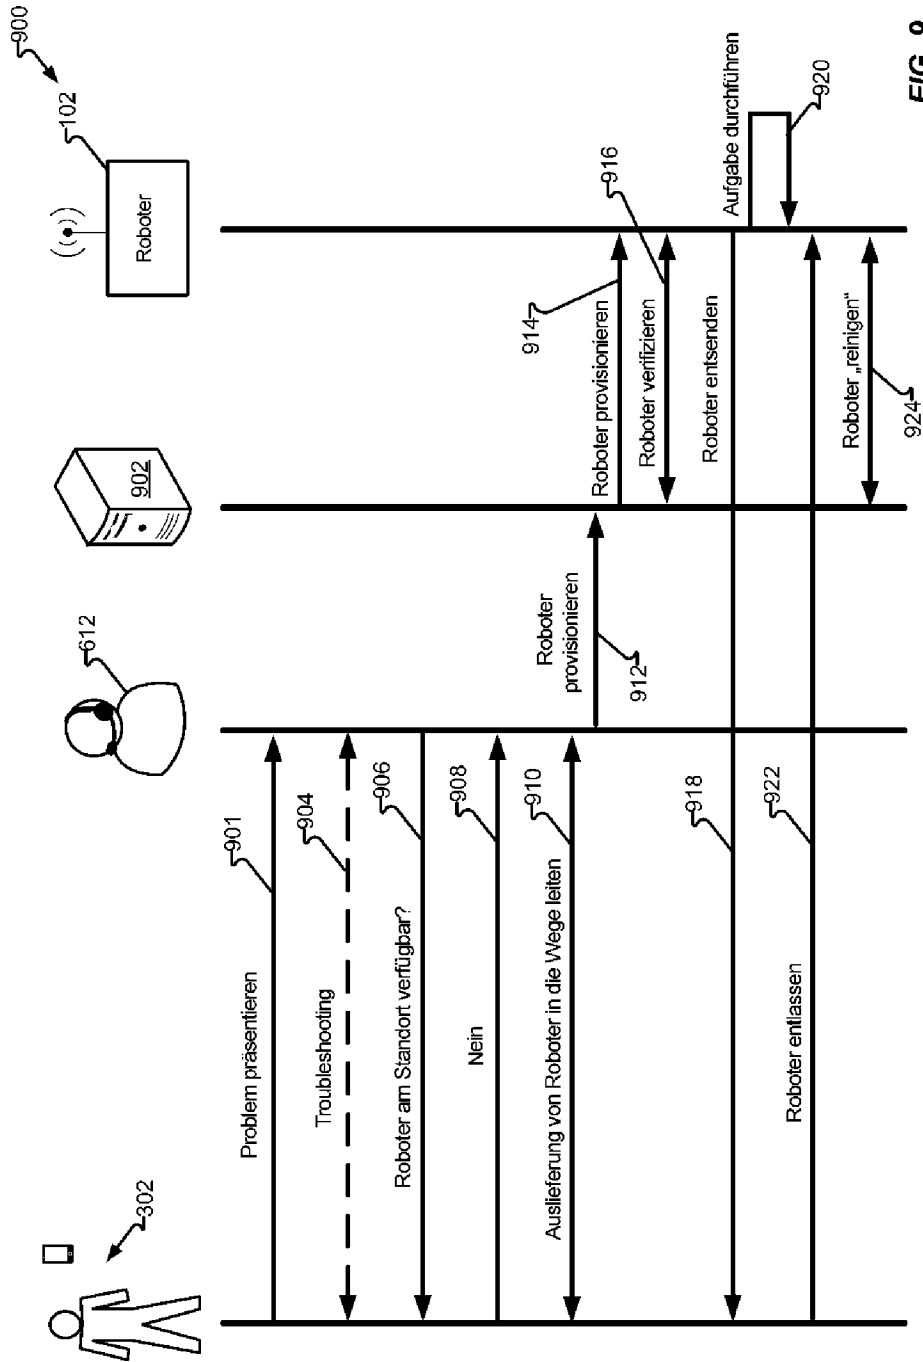 900
302
612
902
102
Roboter
Problem präsentieren
901
Troubleshooting
904
Roboter am Standort verfügbar?
906
Nein
908
Auslieferung von Roboter in die Wege leiten
910
Roboter
provisionieren
912
Roboter provisionieren
914
Roboter verifizieren
916
Roboter entsenden
918
Aufgabe durchführen
920
Roboter entlassen
922
Roboter „reinigen“
924
FIG. 9